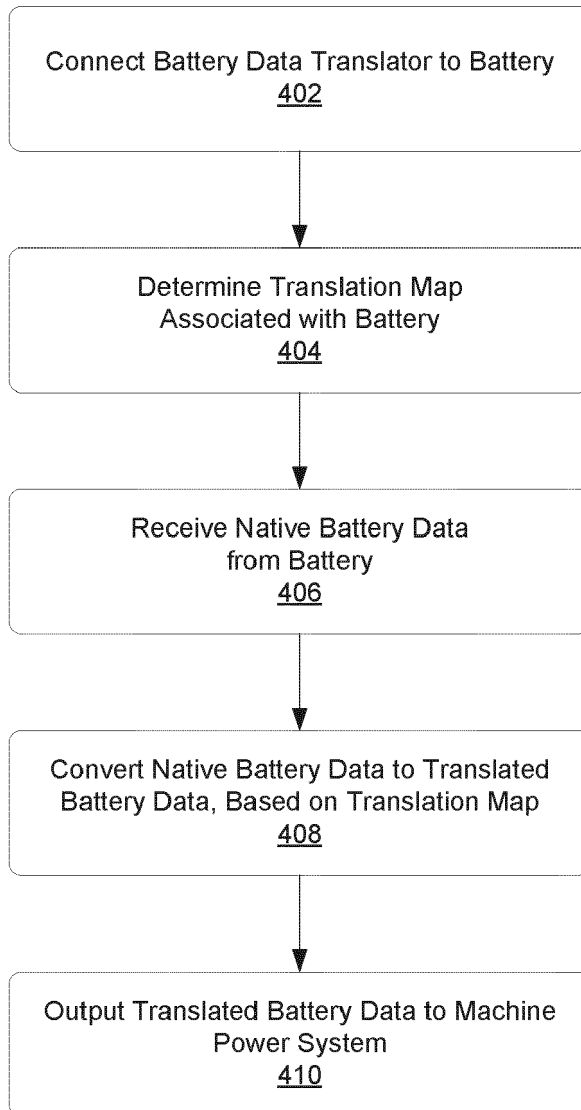 Connect Battery Data Translator to Battery
402
Determine Translation Map
Associated with Battery
404
Receive Native Battery Data
from Battery
406
Convert Native Battery Data to Translated
Battery Data, Based on Translation Map
408
Output Translated Battery Data to Machine
Power System
410